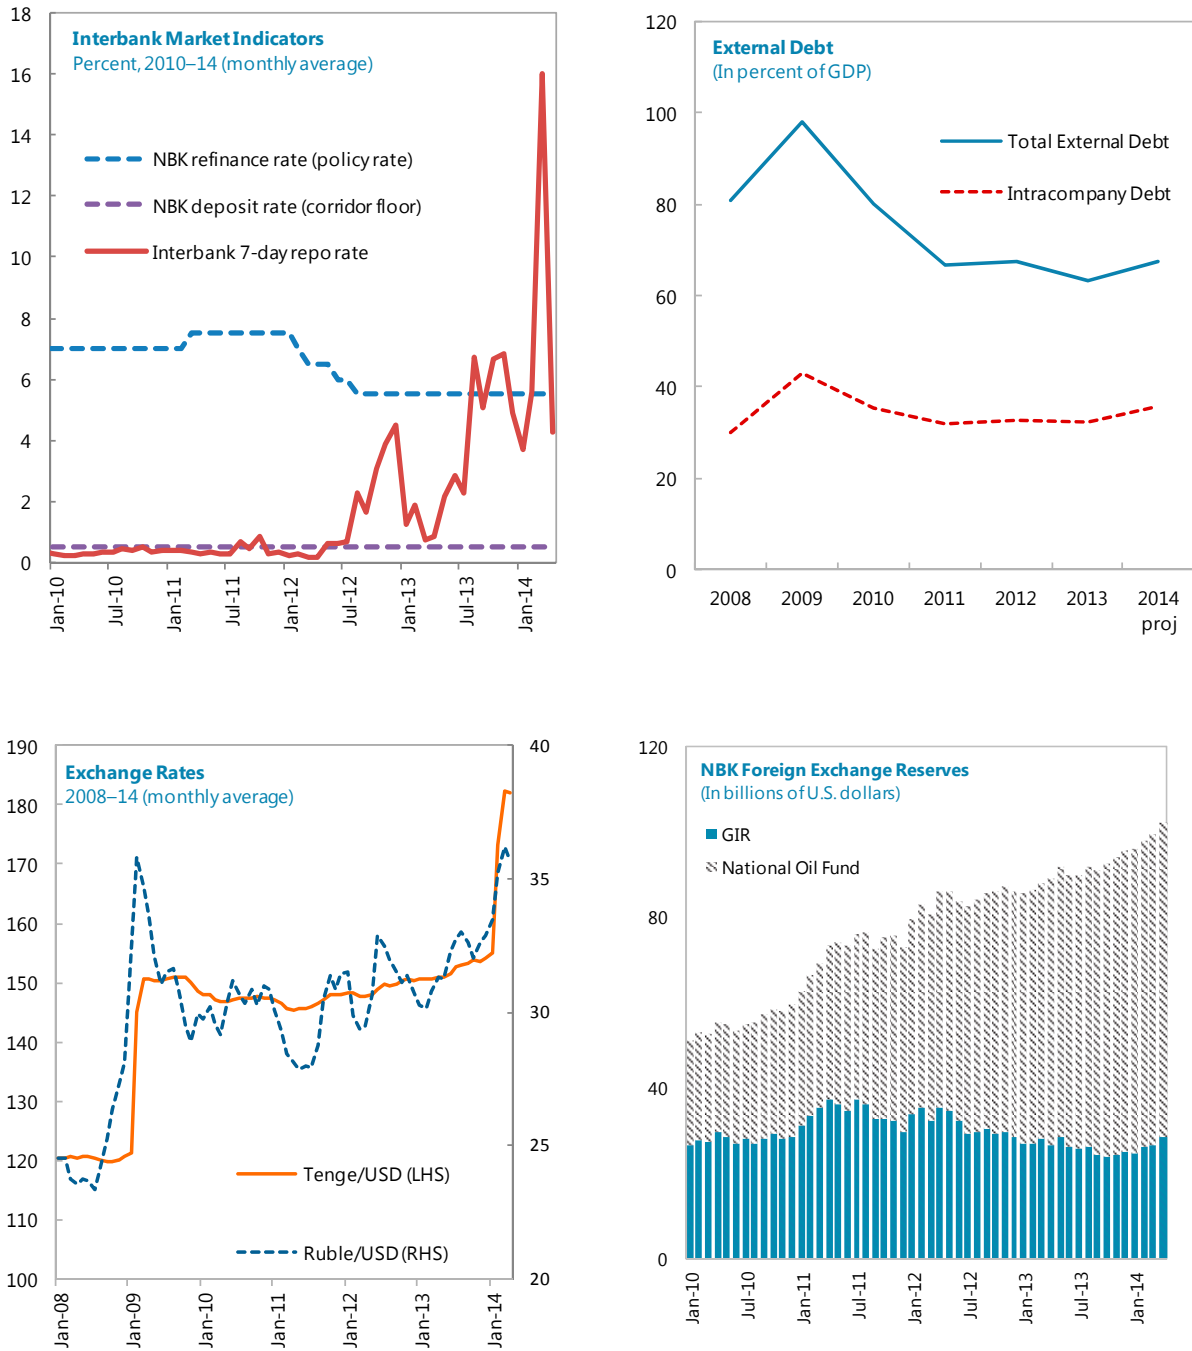 Interbank Market Indicators
Percent, 2010–14 (monthly average)
18
16
14
12
10
8
6
4
2
0
NBK refinance rate (policy rate)
NBK deposit rate (corridor floor)
Interbank 7-day repo rate
Jan-10
Jul-10
Jan-11
Jul-11
Jan-12
Jul-12
Jan-13
Jul-13
Jan-14
External Debt
(In percent of GDP)
120
100
80
60
40
20
0
Total External Debt
Intracompany Debt
2008
2009
2010
2011
2012
2013
2014
proj
Exchange Rates
2008–14 (monthly average)
190
180
170
160
150
140
130
120
110
100
40
35
30
25
20
Tenge/USD (LHS)
Ruble/USD (RHS)
Jan-08
Jan-09
Jan-10
Jan-11
Jan-12
Jan-13
Jan-14
NBK Foreign Exchange Reserves
(In billions of U.S. dollars)
120
80
40
0
GIR
National Oil Fund
Jan-10
Jul-10
Jan-11
Jul-11
Jan-12
Jul-12
Jan-13
Jul-13
Jan-14